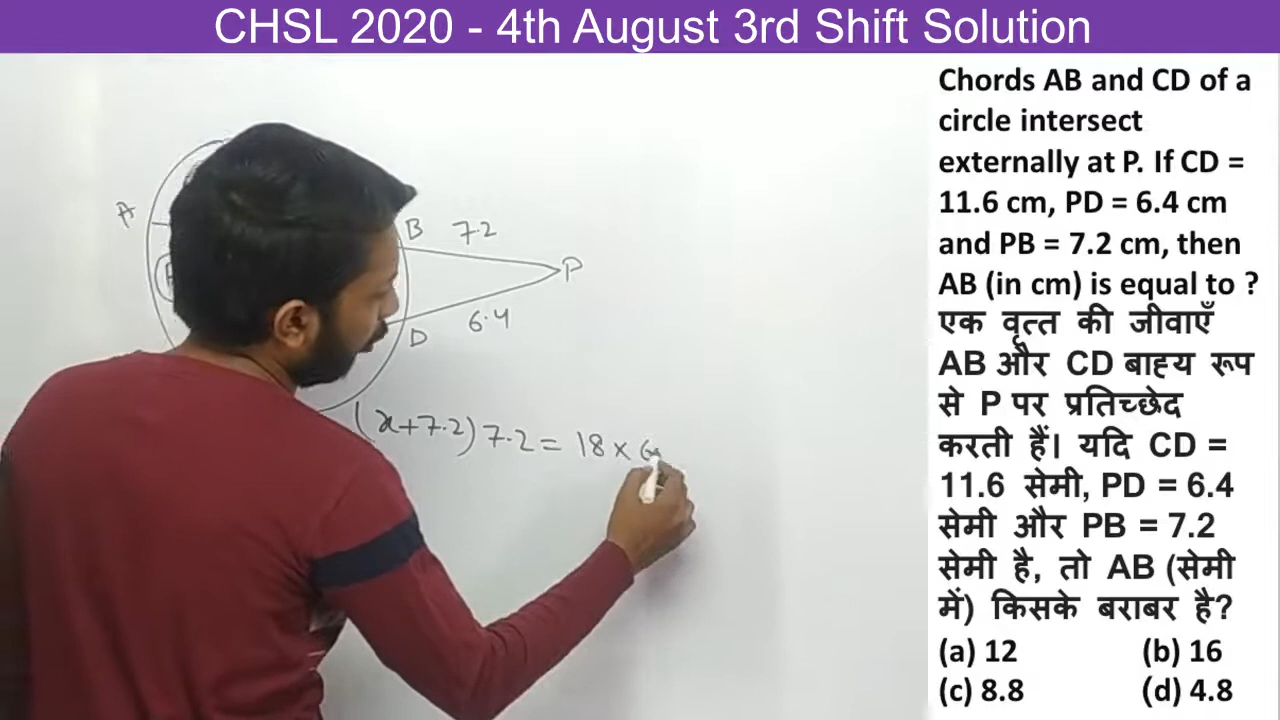 CHSL 2020 - 4th August 3rd Shift Solution
A
B
7.2
P
6.4
D
(x+7.2) 7.2 = 18 × 6
Chords AB and CD of a
circle intersect
externally at P. If CD =
11.6 cm, PD = 6.4 cm
and PB = 7.2 cm, then
AB (in cm) is equal to ?
एक वृत्त की जीवाएँ
AB और CD बाह्य रूप
से P पर प्रतिच्छेद
करती हैं। यदि CD =
11.6 सेमी, PD = 6.4
सेमी और PB = 7.2
सेमी है, तो AB (सेमी
में) किसके बराबर है?
(a) 12 (b) 16
(c) 8.8 (d) 4.8